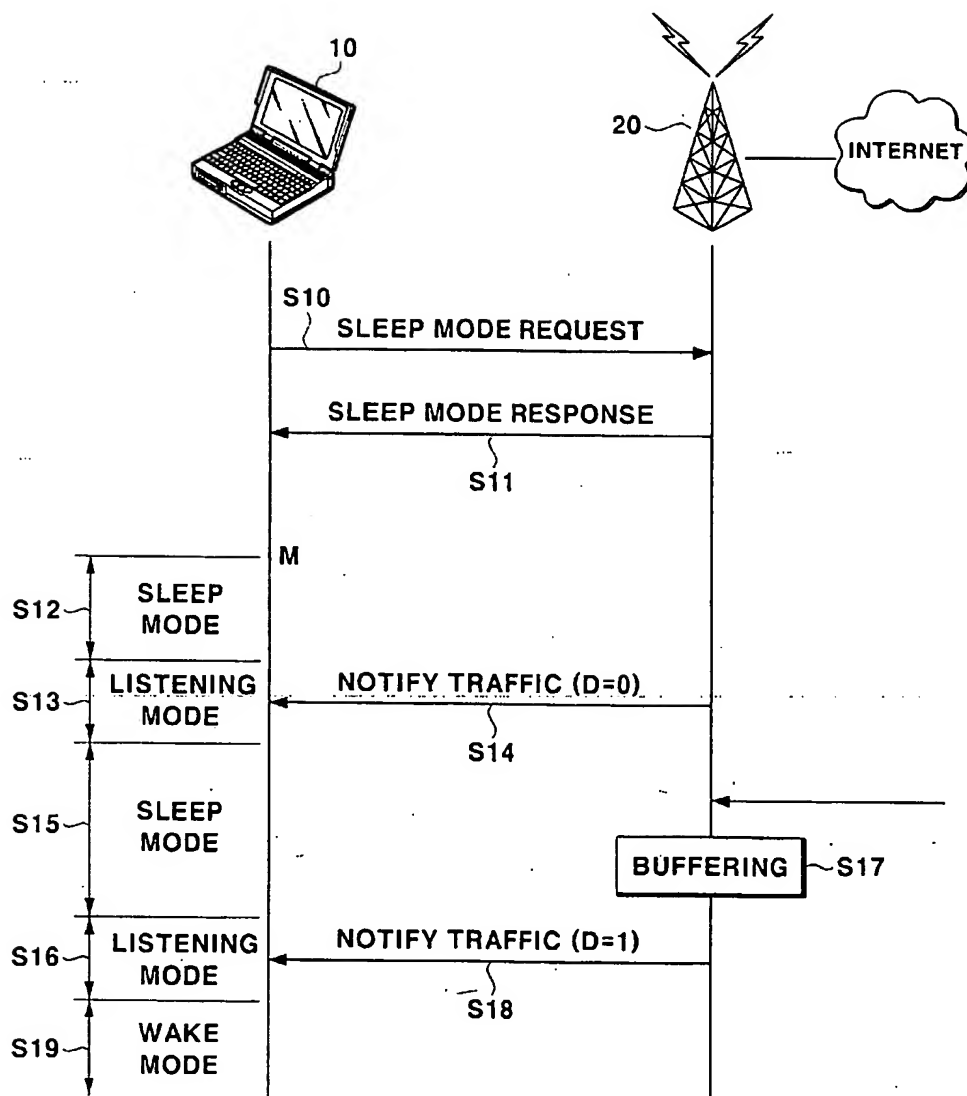 10
20
INTERNET
S10
SLEEP MODE REQUEST
SLEEP MODE RESPONSE
S11
M
S12
SLEEP
MODE
S13
LISTENING
MODE
NOTIFY TRAFFIC (D=0)
S14
S15
SLEEP
MODE
BUFFERING
S17
S16
LISTENING
MODE
NOTIFY TRAFFIC (D=1)
S18
S19
WAKE
MODE